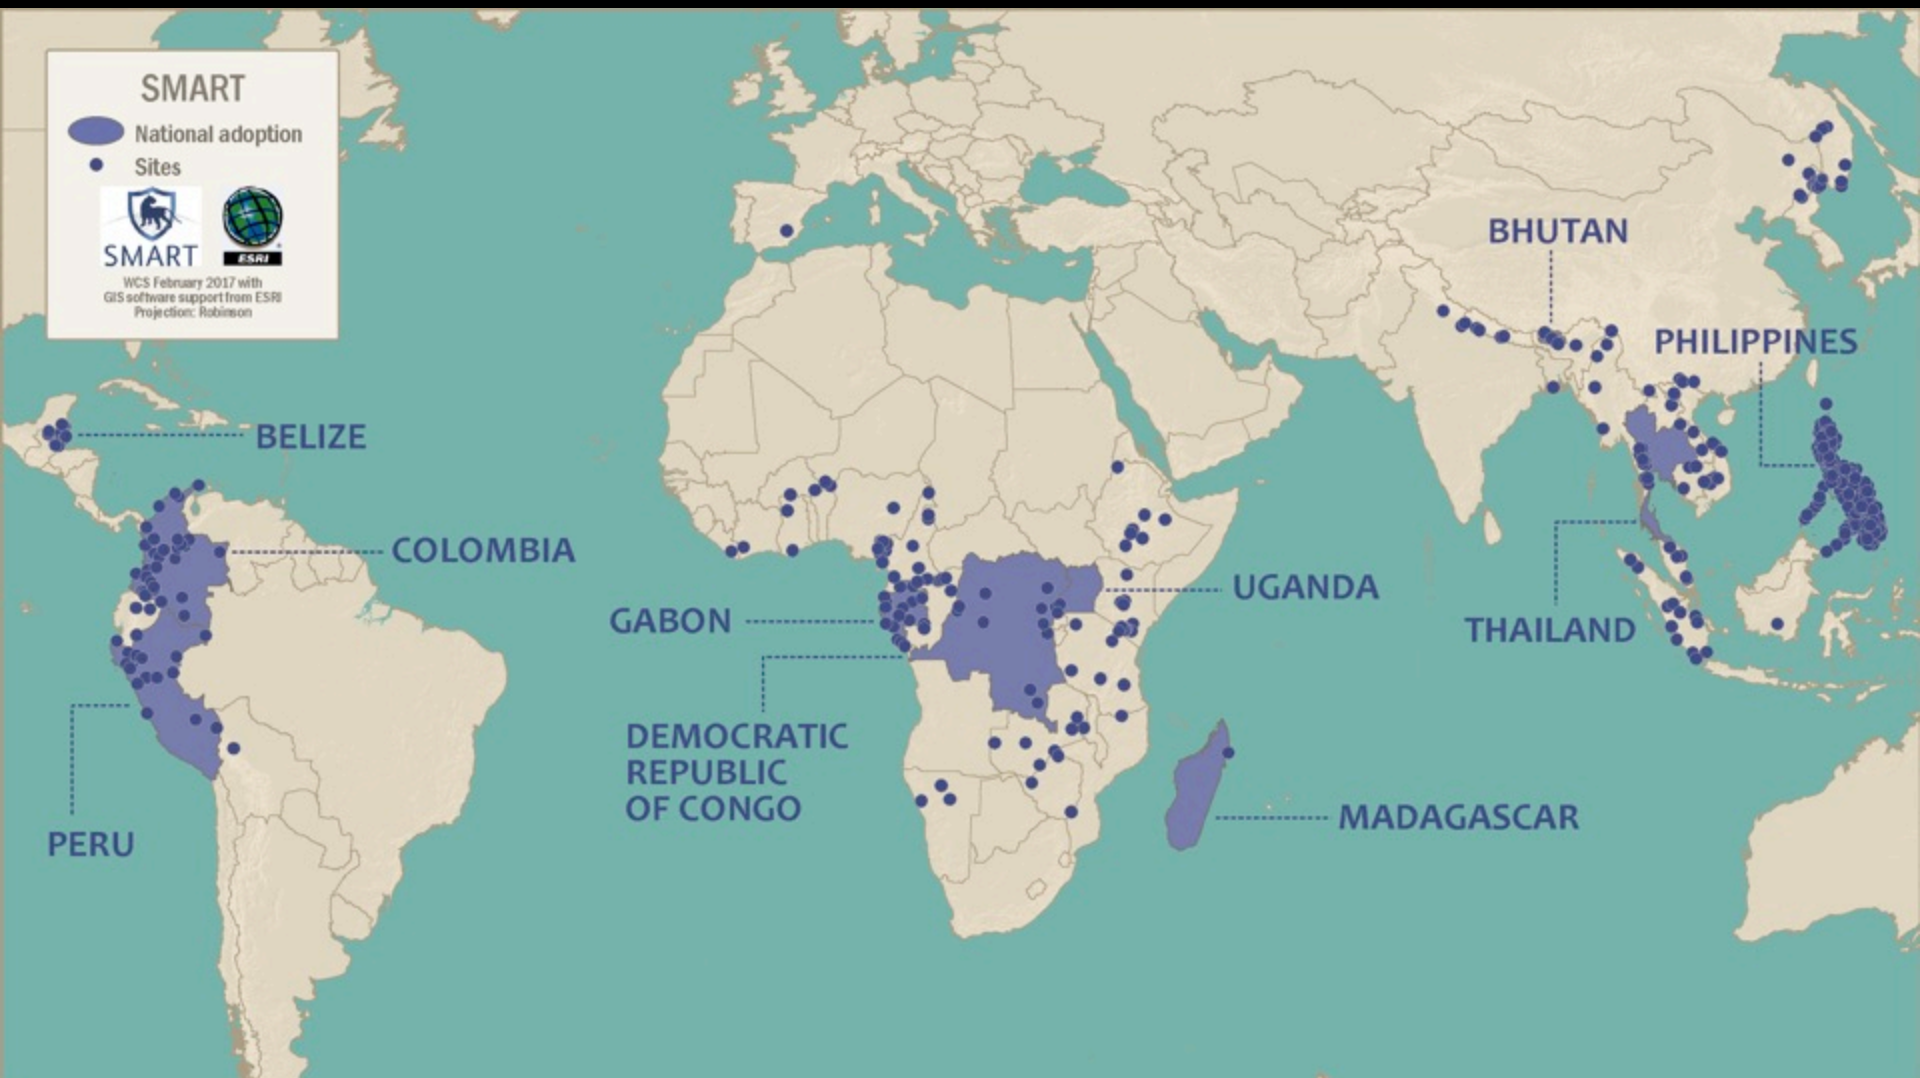 SMART
National adoption
Sites
SMART
ESRI
WCS February 2017 with
GIS software support from ESRI
Projection: Robinson
BHUTAN
PHILIPPINES
BELIZE
COLOMBIA
UGANDA
GABON
THAILAND
DEMOCRATIC
REPUBLIC
OF CONGO
MADAGASCAR
PERU